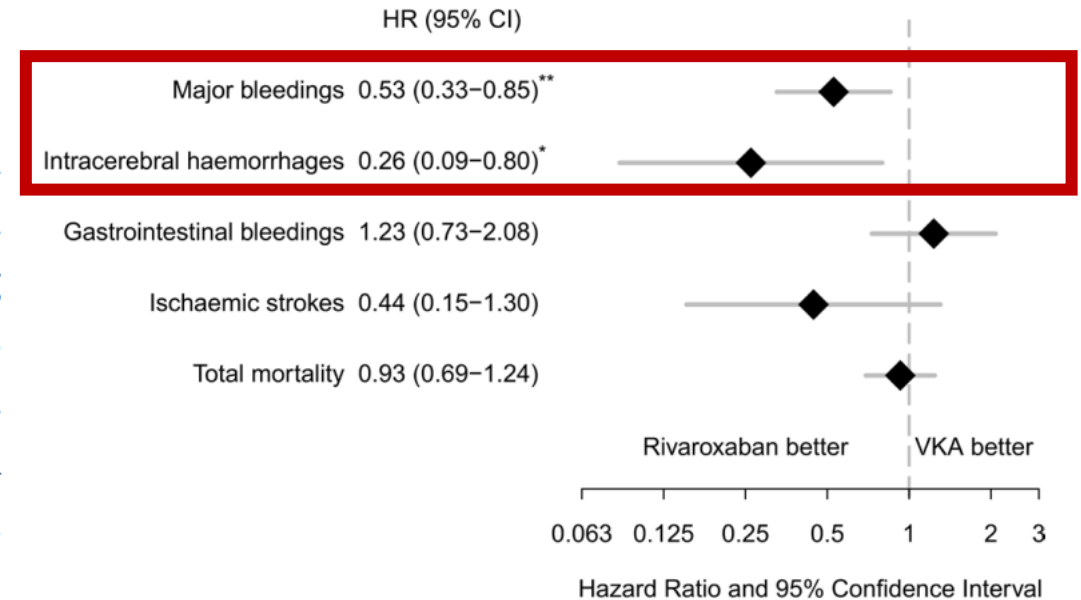 HR (95% CI)
Major bleedings 0.53 (0.33−0.85)**
Intracerebral haemorrhages 0.26 (0.09−0.80)*
Gastrointestinal bleedings 1.23 (0.73−2.08)
Ischaemic strokes 0.44 (0.15−1.30)
Total mortality 0.93 (0.69−1.24)
Rivaroxaban better VKA better
0.063 0.125 0.25 0.5 1 2 3
Hazard Ratio and 95% Confidence Interval